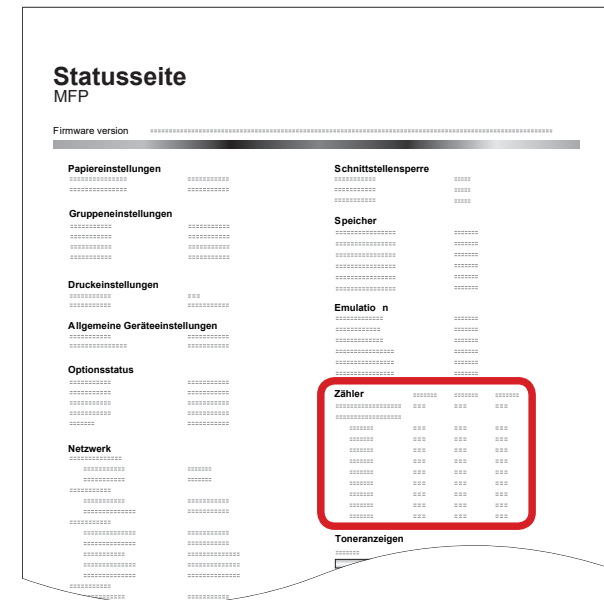 Statusseite
MFP
Firmware version
Papiereinstellungen
Gruppeneinstellungen
Druckeinstellungen
Allgemeine Geräteeinstellungen
Optionsstatus
Netzwerk
Schnittstellensperre
Speicher
Emulatio n
Zähler
Toneranzeigen